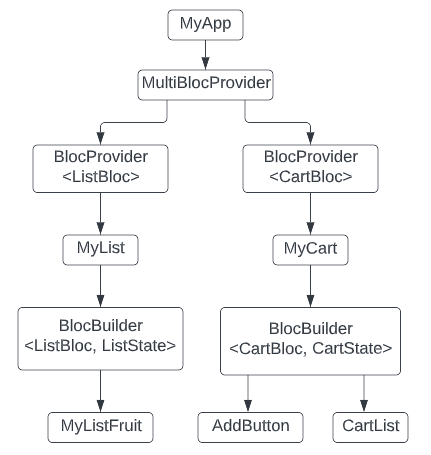 MyApp
MultiBlocProvider
BlocProvider
<ListBloc>
BlocProvider
<CartBloc>
MyList
MyCart
BlocBuilder
<ListBloc, ListState>
BlocBuilder
<CartBloc, CartState>
MyListFruit
AddButton
CartList